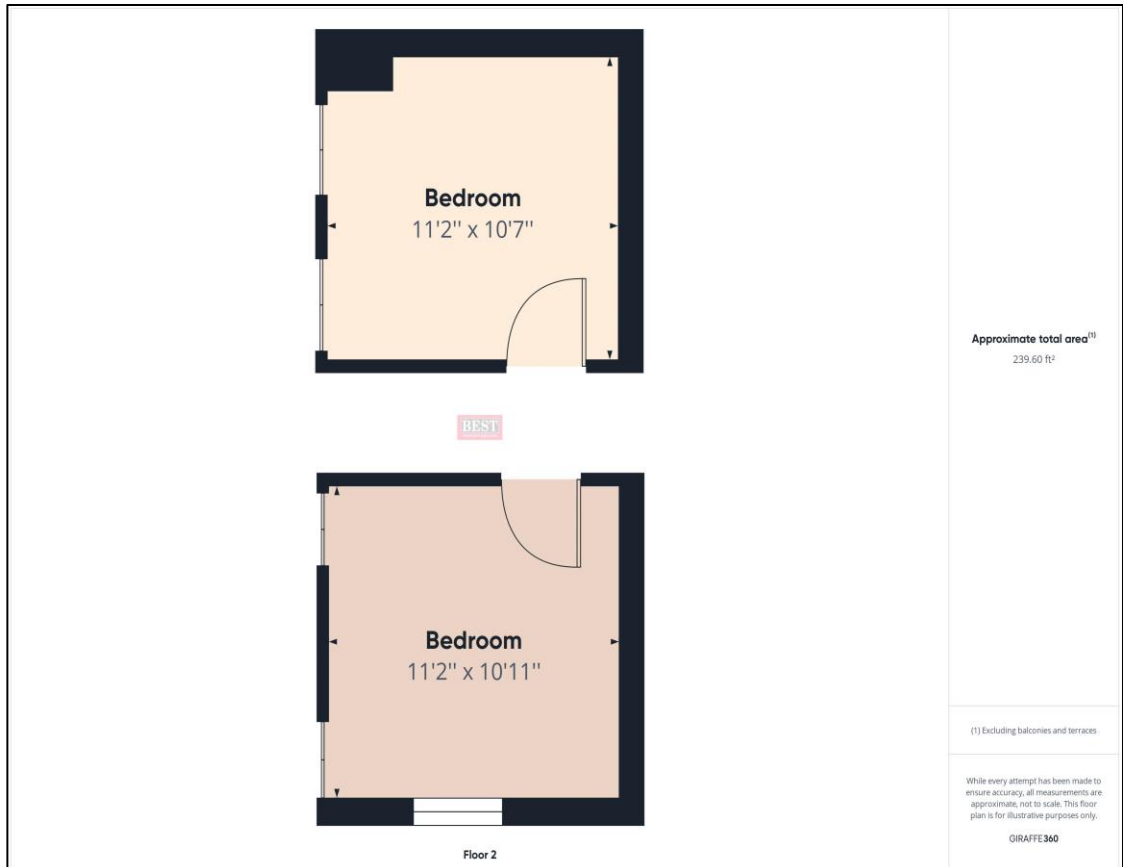 Bedroom
11'2'' x 10'7''
BEST
Bedroom
11'2'' x 10'11''
Floor 2
Approximate total area(1)
239.60 ft²
(1) Excluding balconies and terraces
While every attempt has been made to
ensure accuracy, all measurements are
approximate, not to scale. This floor
plan is for illustrative purposes only.
GIRAFFE360